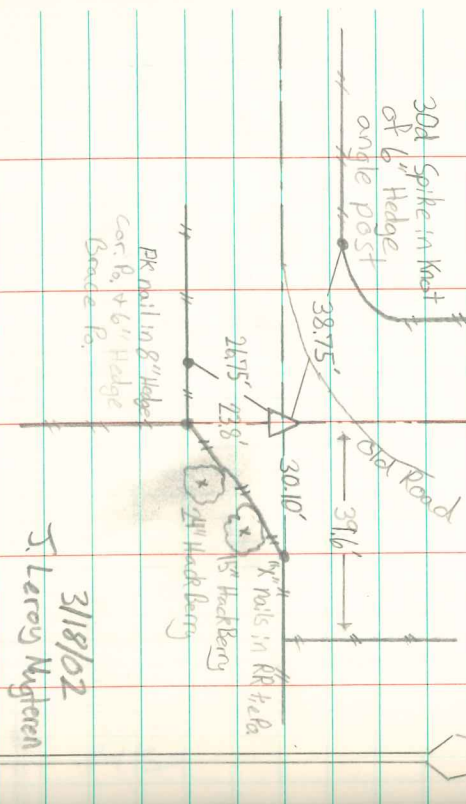 30d Spike in Knot
of 6" Hedge
angle post
38.75'
Old Road
39.6'
30.10'
26.75'
23.8'
PK nail in 8" Hedge
Cor. Po. & 6" Hedge
Brace Po.
"X" nails in RR tie Po
15" HackBerry
24" HackBerry
3/18/02
J. Leroy Nugteren